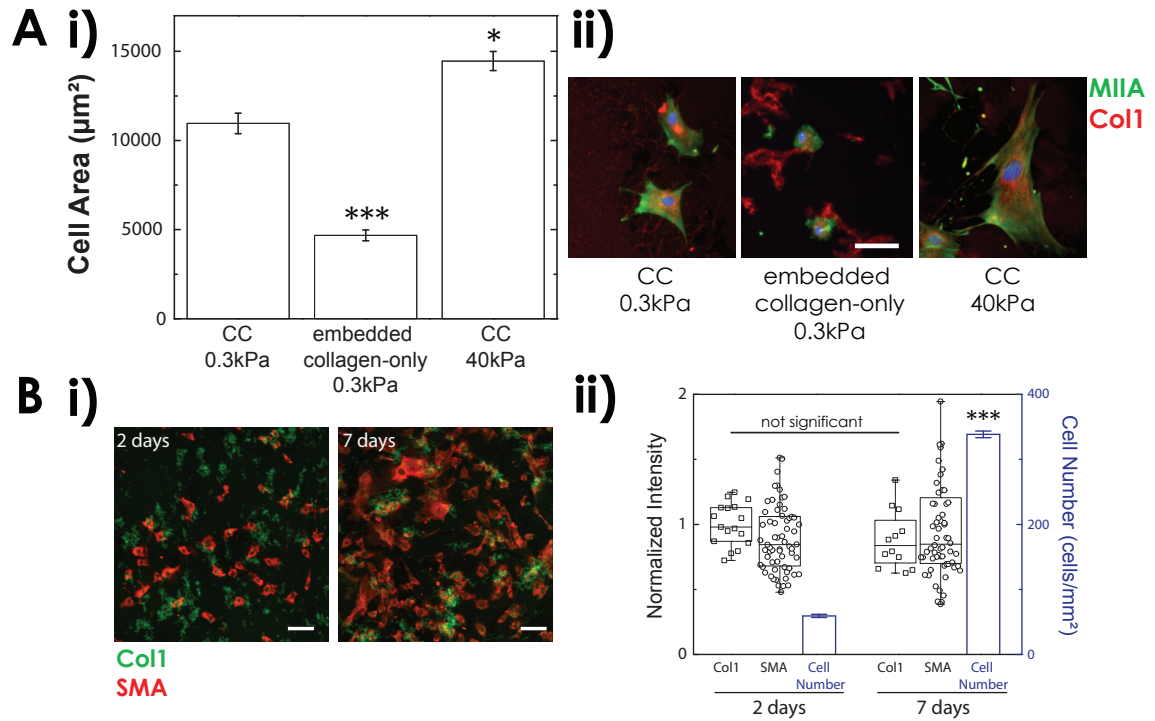 A i)
Cell Area (µm²)
15000
10000
5000
0
*
***
CC
0.3kPa
embedded
collagen-only
0.3kPa
CC
40kPa
ii)
MIIA
Col1
CC
0.3kPa
embedded
collagen-only
0.3kPa
CC
40kPa
B i)
2 days
7 days
Col1
SMA
ii)
Normalized Intensity
2
1
0
not significant
***
400
200
0
Cell Number (cells/mm²)
Col1
SMA
Cell
Number
Col1
SMA
Cell
Number
2 days
7 days